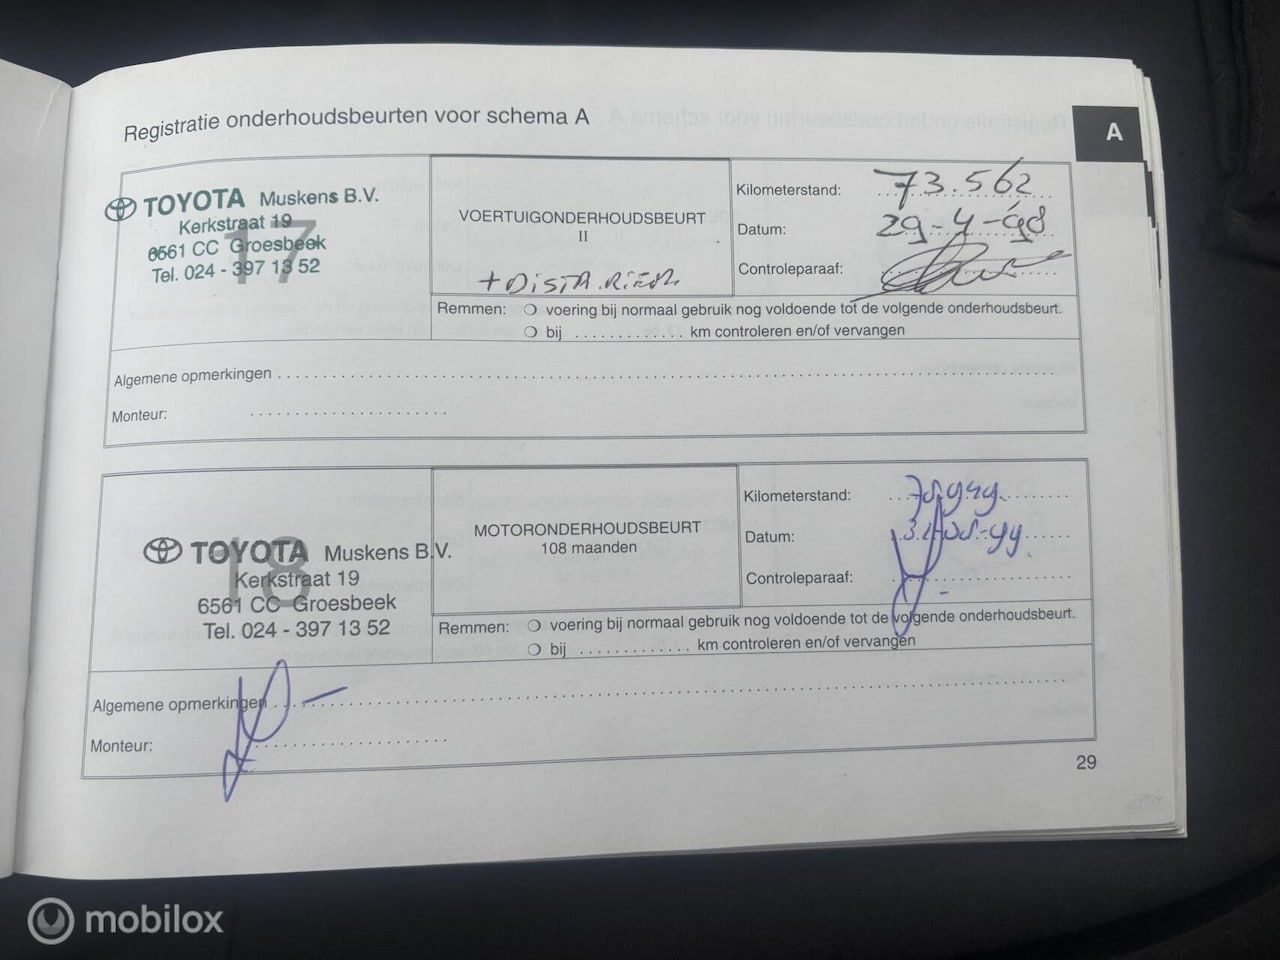 Registratie onderhoudsbeurten voor schema A
A
17
TOYOTA Muskens B.V.
Kerkstraat 19
6561 CC Groesbeek
Tel. 024 - 397 13 52
VOERTUIGONDERHOUDSBEURT
II
+ DISTR. RIEM
Kilometerstand: 73.562
Datum: 29-4-98
Controleparaaf:
Remmen: ❍ voering bij normaal gebruik nog voldoende tot de volgende onderhoudsbeurt.
❍ bij ............. km controleren en/of vervangen
Algemene opmerkingen
Monteur:
18
TOYOTA Muskens B.V.
Kerkstraat 19
6561 CC Groesbeek
Tel. 024 - 397 13 52
MOTORONDERHOUDSBEURT
108 maanden
Kilometerstand:
Datum:
Controleparaaf:
Remmen: ❍ voering bij normaal gebruik nog voldoende tot de volgende onderhoudsbeurt.
❍ bij ............. km controleren en/of vervangen
Algemene opmerkingen
Monteur:
29
mobilox